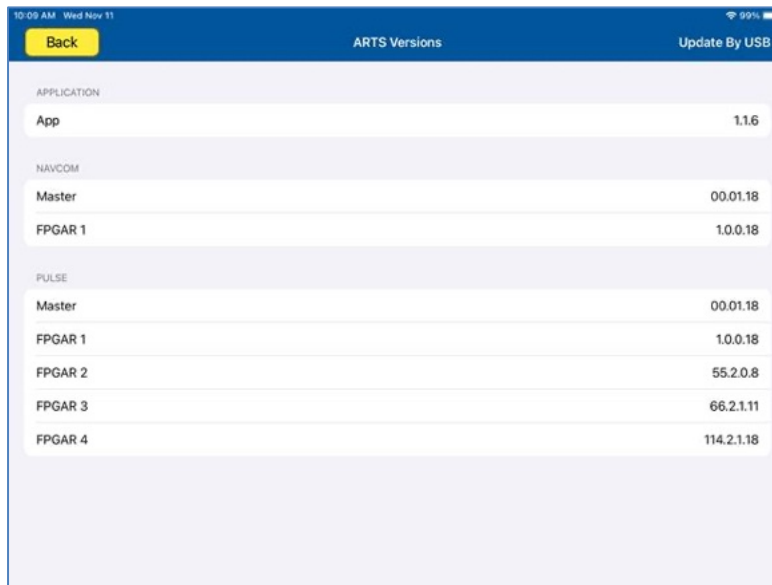 10:09 AM Wed Nov 11 99%
Back ARTS Versions Update By USB
APPLICATION
App 1.1.6
NAVCOM
Master 00.01.18
FPGAR 1 1.0.0.18
PULSE
Master 00.01.18
FPGAR 1 1.0.0.18
FPGAR 2 55.2.0.8
FPGAR 3 66.2.1.11
FPGAR 4 114.2.1.18